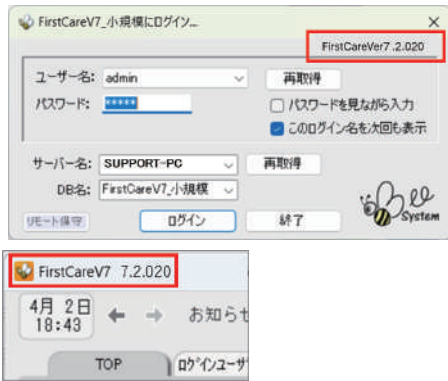 FirstCareV7_小規模にログイン...
FirstCareVer7.2.020
ユーザー名: admin
再取得
パスワード: *****
パスワードを見ながら入力
このログイン名を次回も表示
サーバー名: SUPPORT-PC
再取得
DB名: FirstCareV7_小規模
リモート保守
ログイン
終了
Bee System
FirstCareV7 7.2.020
4月 2日
18:43
お知らせ
TOP
ログインユーザ